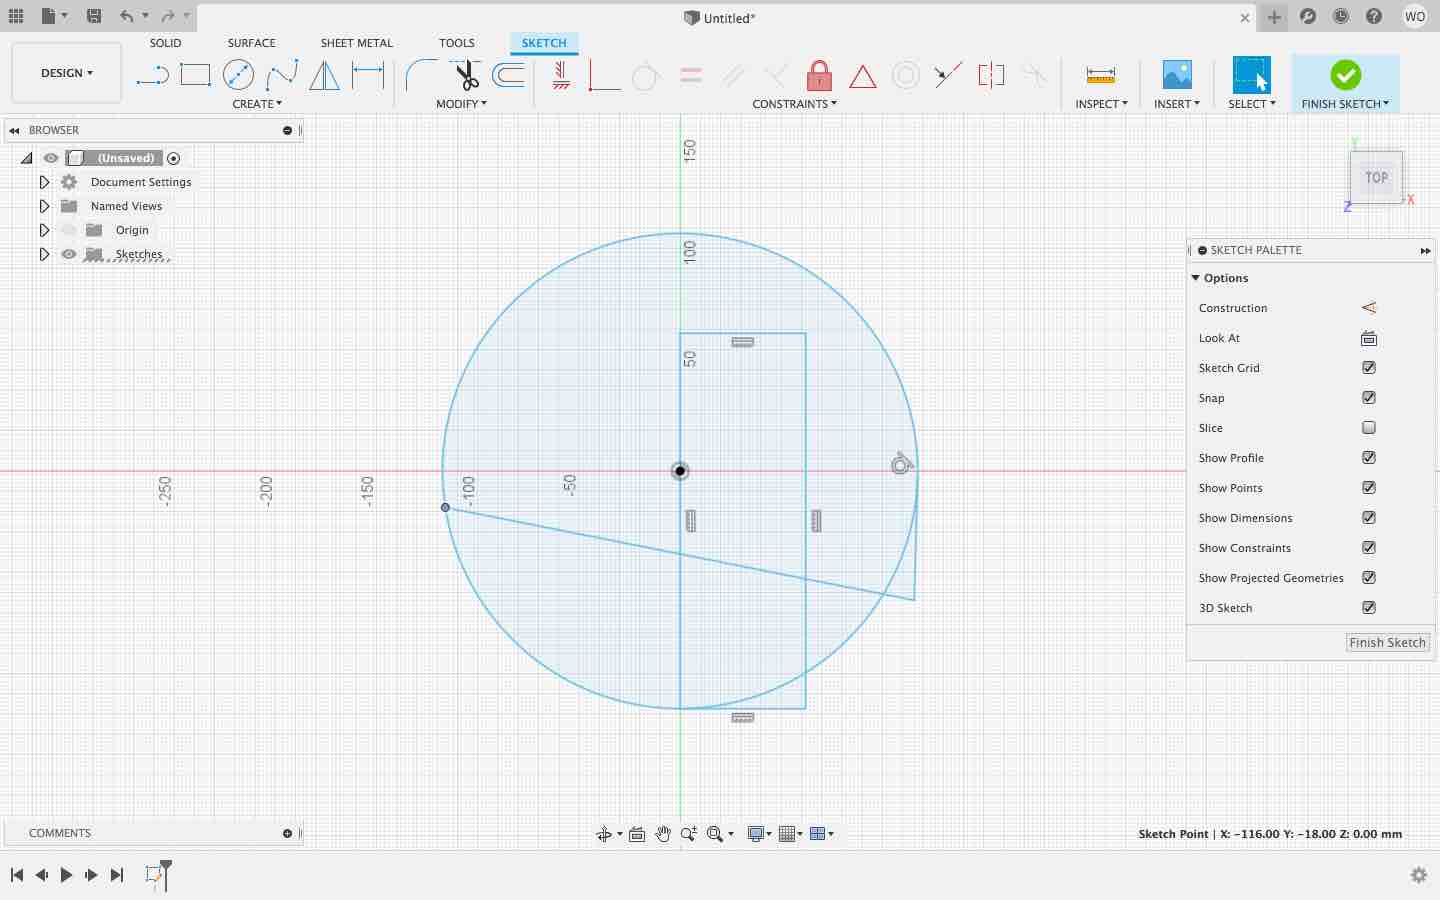 Untitled*
WO
SOLID SURFACE SHEET METAL TOOLS SKETCH
DESIGN
CREATE MODIFY CONSTRAINTS INSPECT INSERT SELECT FINISH SKETCH
BROWSER
(Unsaved)
Document Settings
Named Views
Origin
Sketches
150
100
50
-250
-200
-150
-100
-50
TOP
Y
X
Z
SKETCH PALETTE
Options
Construction
Look At
Sketch Grid
Snap
Slice
Show Profile
Show Points
Show Dimensions
Show Constraints
Show Projected Geometries
3D Sketch
Finish Sketch
COMMENTS
Sketch Point | X: -116.00 Y: -18.00 Z: 0.00 mm